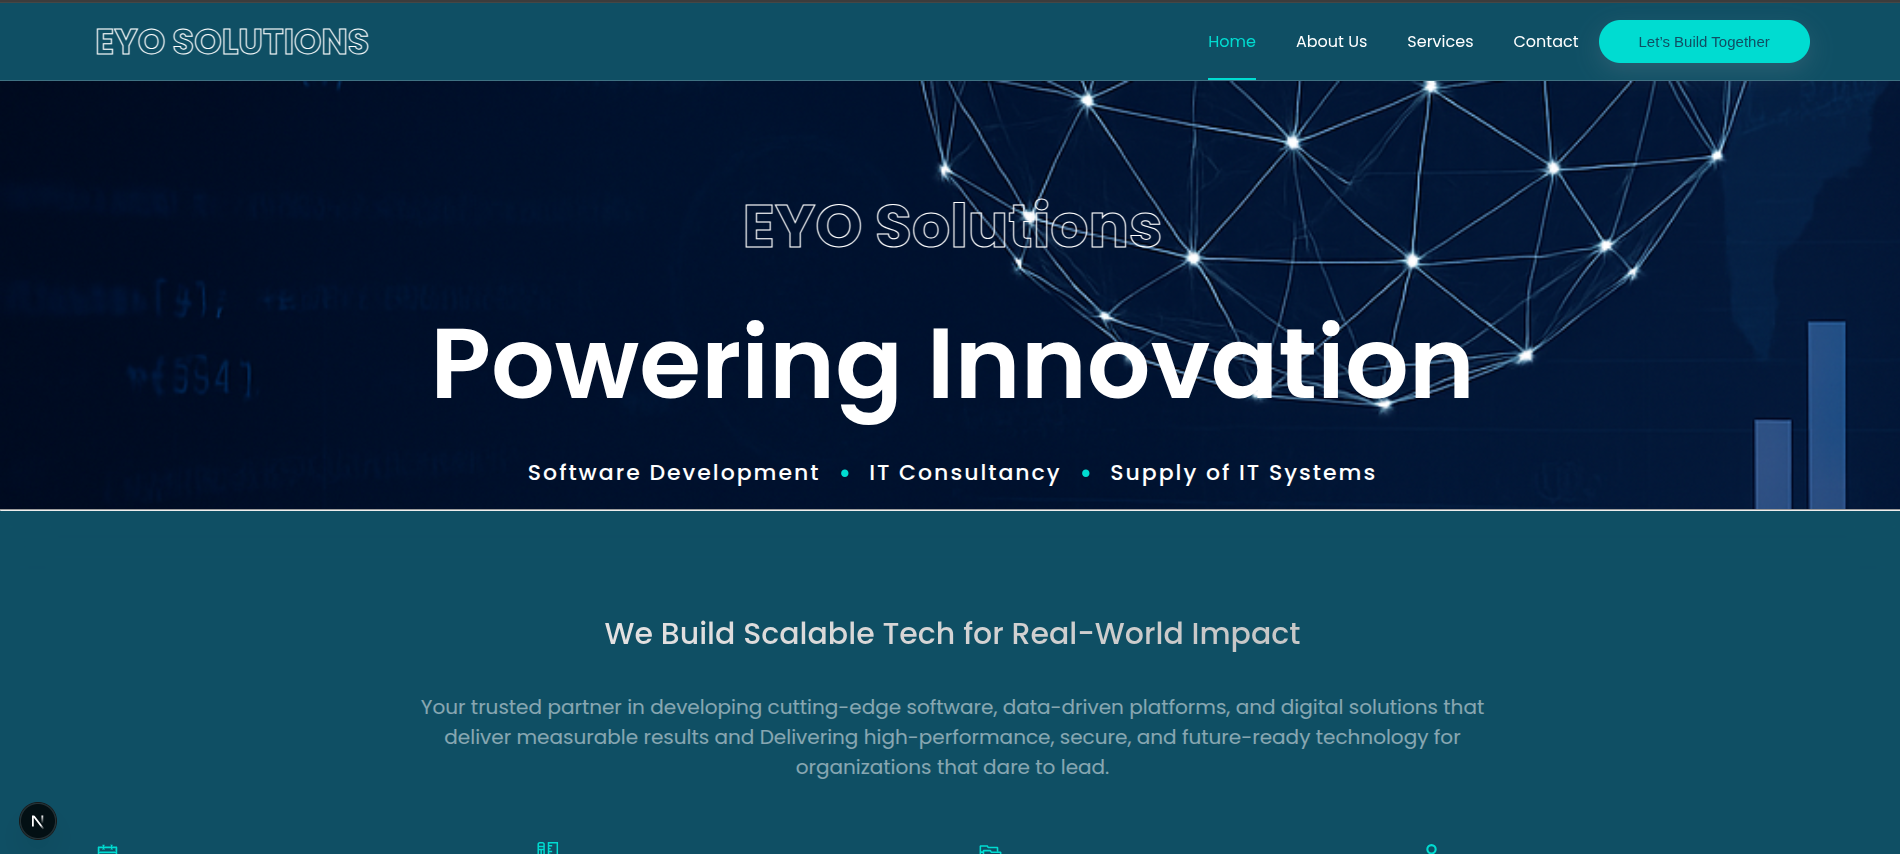 EYO SOLUTIONS
Home About Us Services Contact Let's Build Together
EYO Solutions
Powering Innovation
Software Development • IT Consultancy • Supply of IT Systems
We Build Scalable Tech for Real-World Impact
Your trusted partner in developing cutting-edge software, data-driven platforms, and digital solutions that
deliver measurable results and Delivering high-performance, secure, and future-ready technology for
organizations that dare to lead.
N